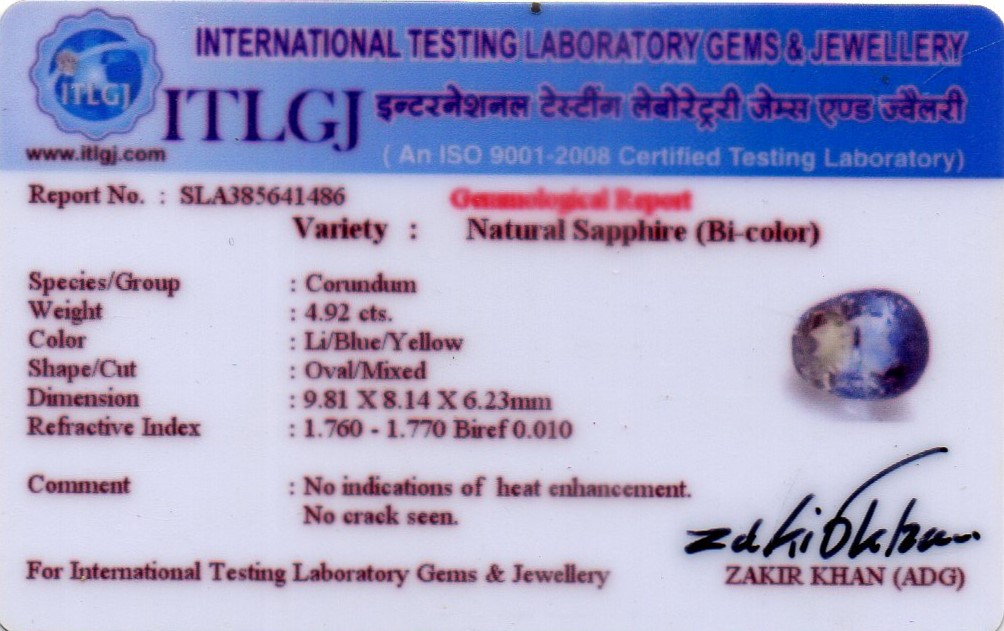 INTERNATIONAL TESTING LABORATORY GEMS & JEWELLERY
ITLGJ
ITLGJ इन्टरनेशनल टेस्टींग लेबोरेट्ररी जेम्स एण्ड ज्वैलरी
www.itlgj.com
( An ISO 9001-2008 Certified Testing Laboratory)
Report No. : SLA385641486
Gemmological Report
Variety : Natural Sapphire (Bi-color)
Species/Group : Corundum
Weight : 4.92 cts.
Color : Li/Blue/Yellow
Shape/Cut : Oval/Mixed
Dimension : 9.81 X 8.14 X 6.23mm
Refractive Index : 1.760 - 1.770 Biref 0.010
Comment : No indications of heat enhancement.
No crack seen.
zakir khan
For International Testing Laboratory Gems & Jewellery
ZAKIR KHAN (ADG)